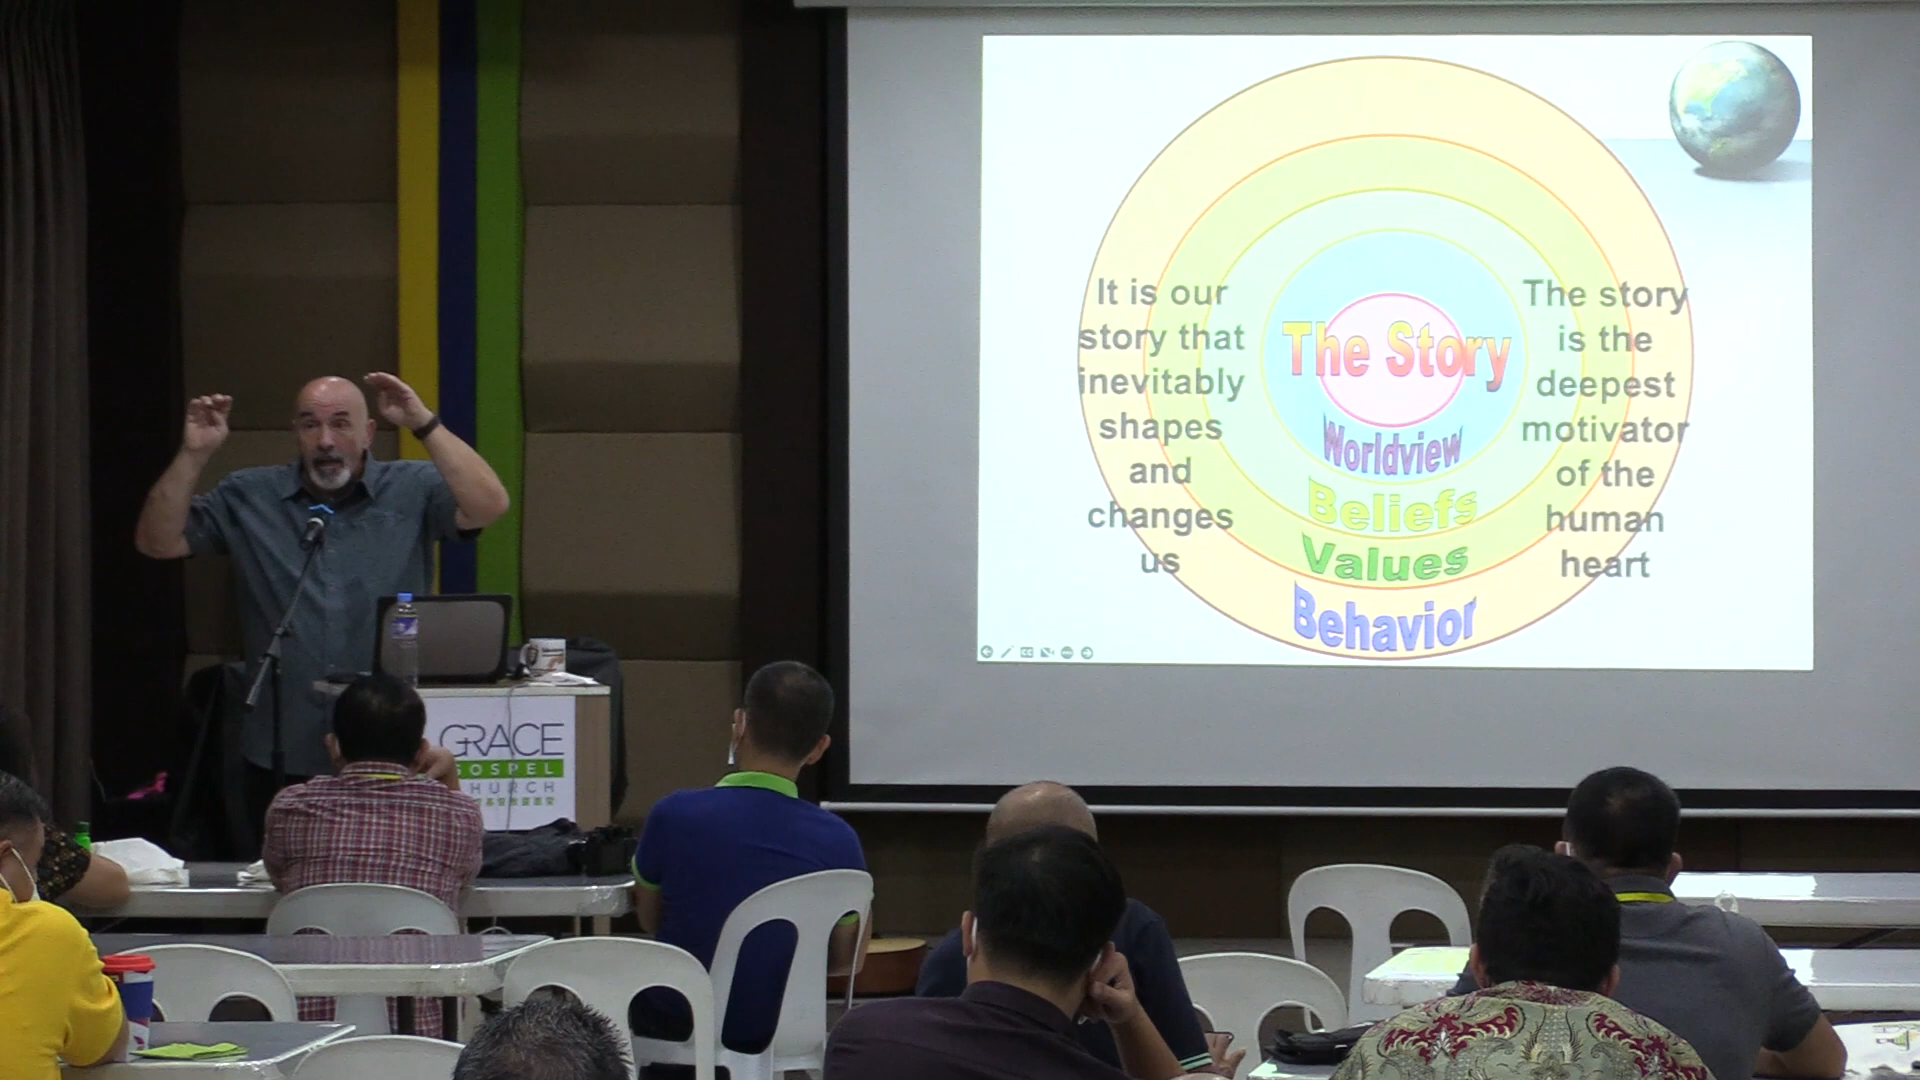 It is our
story that
inevitably
shapes
and
changes
us
The Story
Worldview
Beliefs
Values
Behavior
The story
is the
deepest
motivator
of the
human
heart
GRACE
GOSPEL
CHURCH